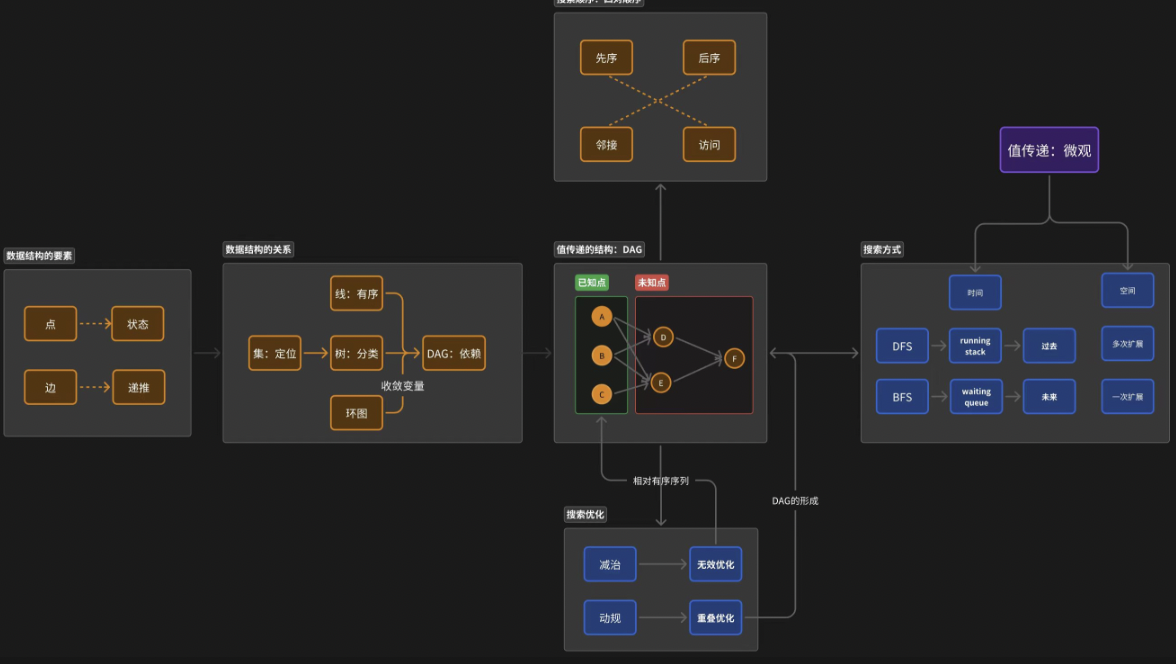 先序
后序
邻接
访问
值传递：微观
数据结构的要素
点
状态
边
递推
数据结构的关系
线：有序
集：定位
树：分类
DAG：依赖
收敛变量
环图
值传递的结构：DAG
已知点
未知点
A
B
C
D
E
F
搜索方式
时间
空间
DFS
running
stack
过去
多次扩展
BFS
waiting
queue
未来
一次扩展
相对有序序列
DAG的形成
搜索优化
减治
无效优化
动规
重叠优化